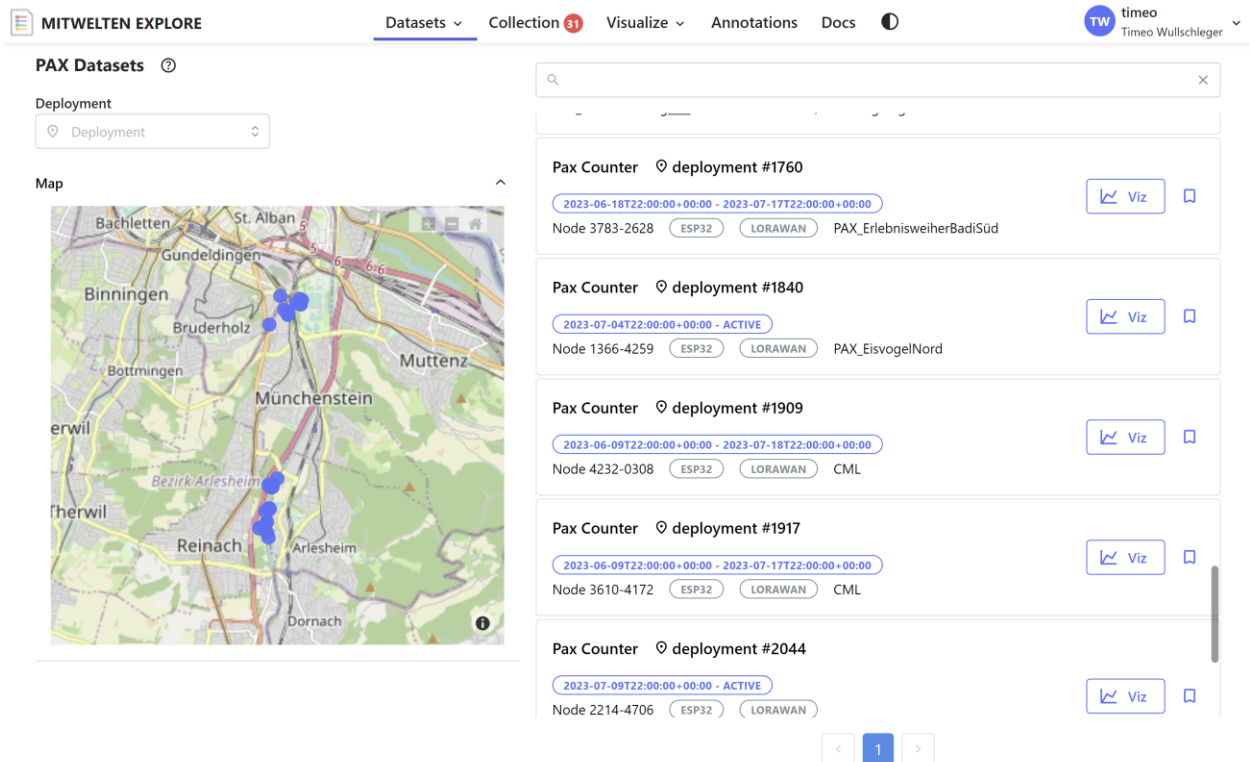 MITWELTEN EXPLORE
Datasets
Collection 31
Visualize
Annotations
Docs
TW
timeo
Timeo Wullschleger
PAX Datasets
Deployment
Deployment
Map
Bachletten
St. Alban
5
Gundeldingen
5
6
6;6
Binningen
Bruderholz
Muttenz
Bottmingen
Münchenstein
erwil
Bezirk Arlesheim
Therwil
Reinach
Arlesheim
Dornach
Pax Counter deployment #1760
2023-06-18T22:00:00+00:00 - 2023-07-17T22:00:00+00:00
Node 3783-2628 ESP32 LORAWAN PAX_ErlebnisweiherBadiSüd
Viz
Pax Counter deployment #1840
2023-07-04T22:00:00+00:00 - ACTIVE
Node 1366-4259 ESP32 LORAWAN PAX_EisvogelNord
Viz
Pax Counter deployment #1909
2023-06-09T22:00:00+00:00 - 2023-07-18T22:00:00+00:00
Node 4232-0308 ESP32 LORAWAN CML
Viz
Pax Counter deployment #1917
2023-06-09T22:00:00+00:00 - 2023-07-17T22:00:00+00:00
Node 3610-4172 ESP32 LORAWAN CML
Viz
Pax Counter deployment #2044
2023-07-09T22:00:00+00:00 - ACTIVE
Node 2214-4706 ESP32 LORAWAN
Viz
1